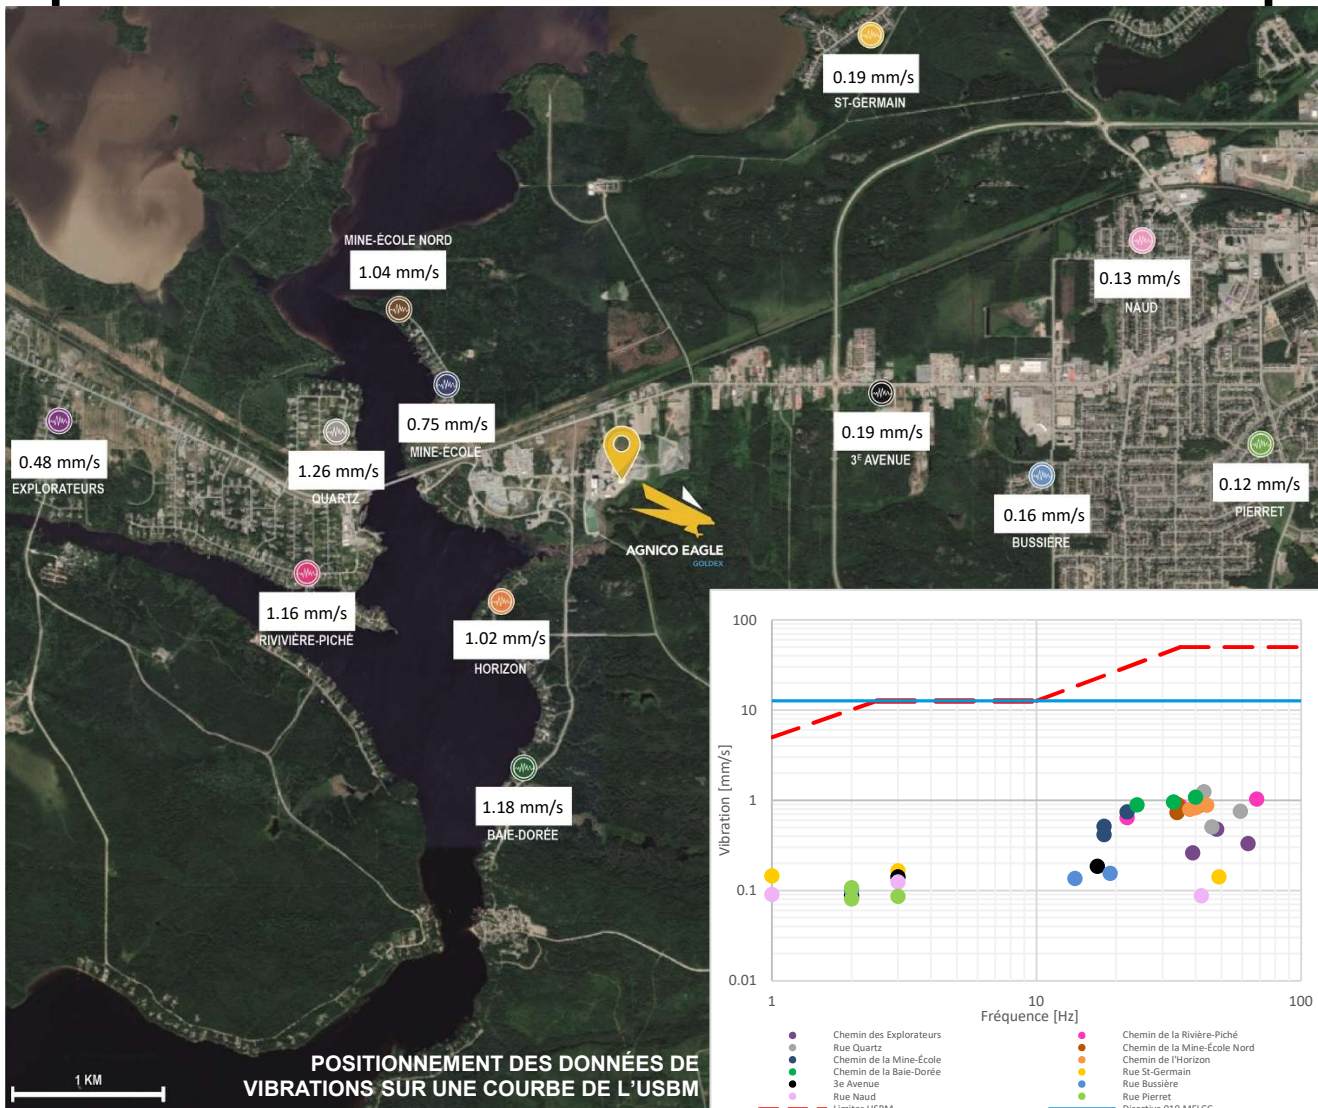 0.19 mm/s
ST-GERMAIN
MINE-ÉCOLE NORD
1.04 mm/s
0.13 mm/s
NAUD
0.75 mm/s
MINE-ÉCOLE
0.48 mm/s
EXPLORATEURS
1.26 mm/s
QUARTZ
0.19 mm/s
3E AVENUE
0.12 mm/s
PIERRET
0.16 mm/s
BUSSIÈRE
AGNICO EAGLE
GOLDEX
1.16 mm/s
RIVIVIÈRE-PICHÉ
1.02 mm/s
HORIZON
1.18 mm/s
BAIE-DORÉE
100
10
1
0.1
0.01
Vibration [mm/s]
1
10
100
Fréquence [Hz]
Chemin des Explorateurs
Chemin de la Rivière-Piché
Rue Quartz
Chemin de la Mine-École Nord
Chemin de la Mine-École
Chemin de l'Horizon
Chemin de la Baie-Dorée
Rue St-Germain
3e Avenue
Rue Bussière
Rue Naud
Rue Pierret
Limites USBM
Directive 019 MELCC
1 KM
POSITIONNEMENT DES DONNÉES DE
VIBRATIONS SUR UNE COURBE DE L'USBM